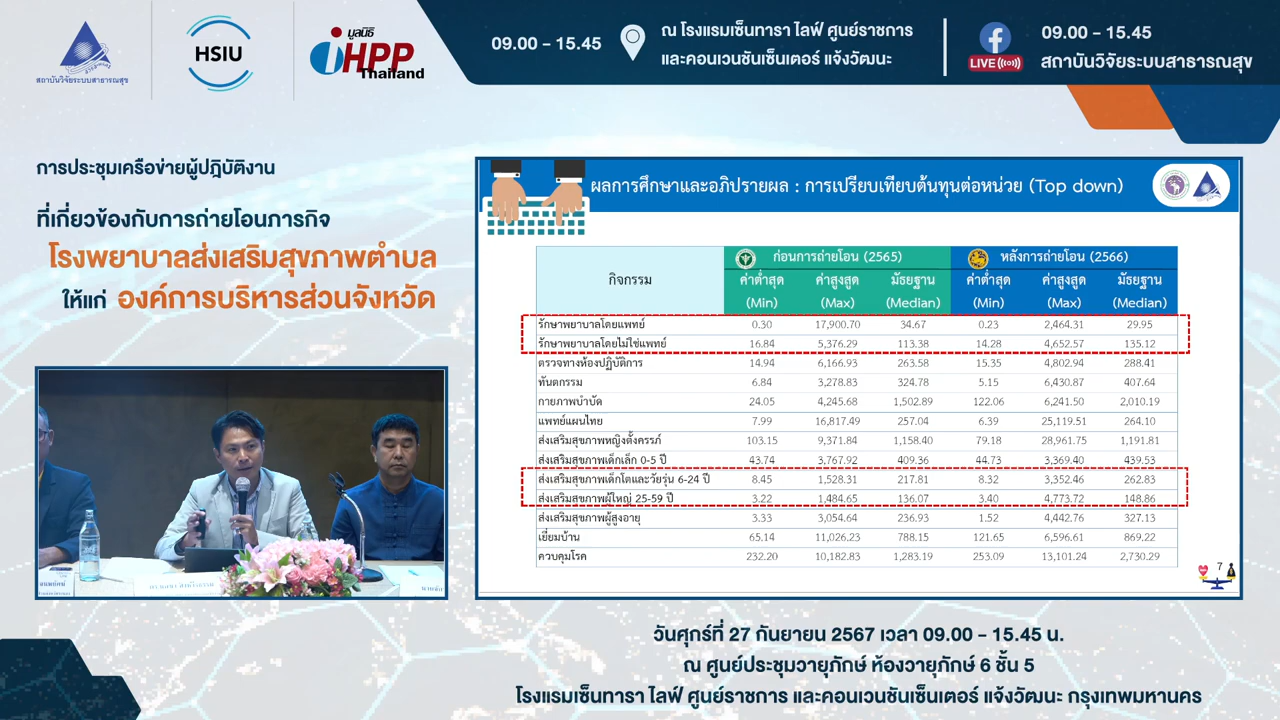 สถาบันวิจัยระบบสาธารณสุข
HSIU
มูลนิธิ
iHPP
Thailand
09.00 - 15.45
ณ โรงแรมเซ็นทารา ไลฟ์ ศูนย์ราชการ
และคอนเวนชันเซ็นเตอร์ แจ้งวัฒนะ
LIVE
09.00 - 15.45
สถาบันวิจัยระบบสาธารณสุข
การประชุมเครือข่ายผู้ปฏิบัติงาน
ที่เกี่ยวข้องกับการถ่ายโอนภารกิจ
โรงพยาบาลส่งเสริมสุขภาพตำบล
ให้แก่ องค์การบริหารส่วนจังหวัด
ผลการศึกษาและอภิปรายผล : การเปรียบเทียบต้นทุนต่อหน่วย (Top down)
กิจกรรม ก่อนการถ่ายโอน (2565) หลังการถ่ายโอน (2566)
ค่าต่ำสุด ค่าสูงสุด มัธยฐาน ค่าต่ำสุด ค่าสูงสุด มัธยฐาน
(Min) (Max) (Median) (Min) (Max) (Median)
รักษาพยาบาลโดยแพทย์ 0.30 17,900.70 34.67 0.23 2,464.31 29.95
รักษาพยาบาลโดยไม่ใช่แพทย์ 16.84 5,376.29 113.38 14.28 4,652.57 135.12
ตรวจทางห้องปฏิบัติการ 14.94 6,166.93 263.58 15.35 4,802.94 288.41
ทันตกรรม 6.84 3,278.83 324.78 5.15 6,430.87 407.64
กายภาพบำบัด 24.05 4,245.68 1,502.89 122.06 6,241.50 2,010.19
แพทย์แผนไทย 7.99 16,817.49 257.04 6.39 25,119.51 264.10
ส่งเสริมสุขภาพหญิงตั้งครรภ์ 103.15 9,371.84 1,158.40 79.18 28,961.75 1,191.81
ส่งเสริมสุขภาพเด็กเล็ก 0-5 ปี 43.74 3,767.92 409.36 44.73 3,369.40 439.53
ส่งเสริมสุขภาพเด็กโตและวัยรุ่น 6-24 ปี 8.45 1,528.31 217.81 8.32 3,352.46 262.83
ส่งเสริมสุขภาพผู้ใหญ่ 25-59 ปี 3.22 1,484.65 136.07 3.40 4,773.72 148.86
ส่งเสริมสุขภาพผู้สูงอายุ 3.33 3,054.64 236.93 1.52 4,442.76 327.13
เยี่ยมบ้าน 65.14 11,026.23 788.15 121.65 6,596.61 869.22
ควบคุมโรค 232.20 10,182.83 1,283.19 253.09 13,101.24 2,730.29
7
วันศุกร์ที่ 27 กันยายน 2567 เวลา 09.00 - 15.45 น.
ณ ศูนย์ประชุมวายุภักษ์ ห้องวายุภักษ์ 6 ชั้น 5
โรงแรมเซ็นทารา ไลฟ์ ศูนย์ราชการ และคอนเวนชันเซ็นเตอร์ แจ้งวัฒนะ กรุงเทพมหานคร